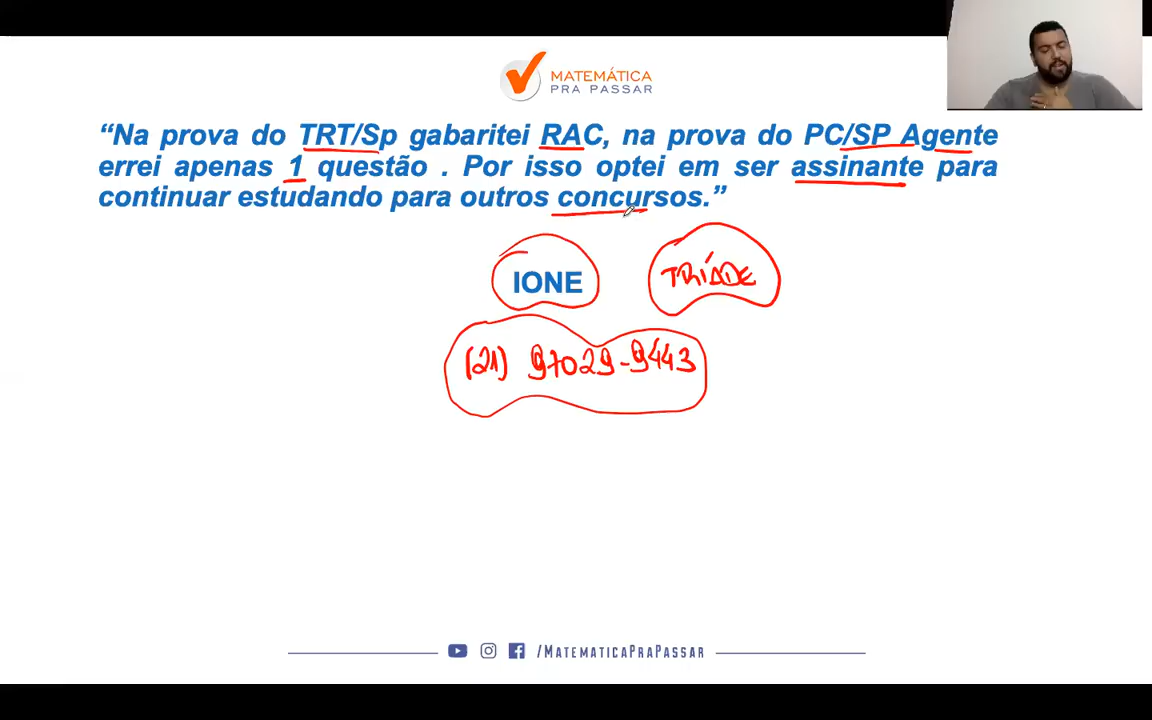 MATEMÁTICA
PRA PASSAR
“Na prova do TRT/Sp gabaritei RAC, na prova do PC/SP Agente
errei apenas 1 questão . Por isso optei em ser assinante para
continuar estudando para outros concursos.”
IONE TRÍADE
(21) 97029-9443
/MATEMATICAPRAPASSAR